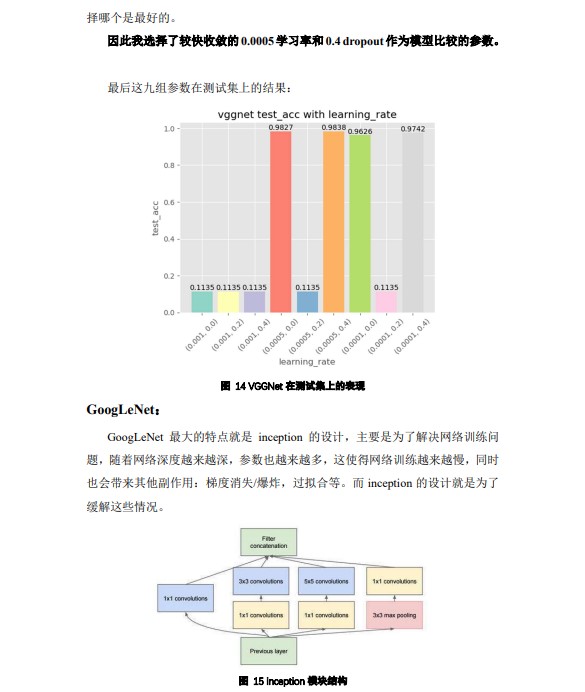 择哪个是最好的。
因此我选择了较快收敛的 0.0005 学习率和 0.4 dropout 作为模型比较的参数。
最后这九组参数在测试集上的结果：
vggnet test_acc with learning_rate
1.0
0.8
0.6
0.4
0.2
0.0
test_acc
0.1135 0.1135 0.1135 0.9827 0.1135 0.9838 0.9626 0.1135 0.9742
(0.001, 0.0) (0.001, 0.2) (0.001, 0.4) (0.0005, 0.0) (0.0005, 0.2) (0.0005, 0.4) (0.0001, 0.0) (0.0001, 0.2) (0.0001, 0.4)
learning_rate
图 14 VGGNet 在测试集上的表现
GoogLeNet：
GoogLeNet 最大的特点就是 inception 的设计，主要是为了解决网络训练问
题，随着网络深度越来越深，参数也越来越多，这使得网络训练越来越慢，同时
也会带来其他副作用：梯度消失/爆炸，过拟合等。而 inception 的设计就是为了
缓解这些情况。
Filter
concatenation
3x3 convolutions
5x5 convolutions
1x1 convolutions
1x1 convolutions
1x1 convolutions
1x1 convolutions
3x3 max pooling
Previous layer
图 15 inception 模块结构